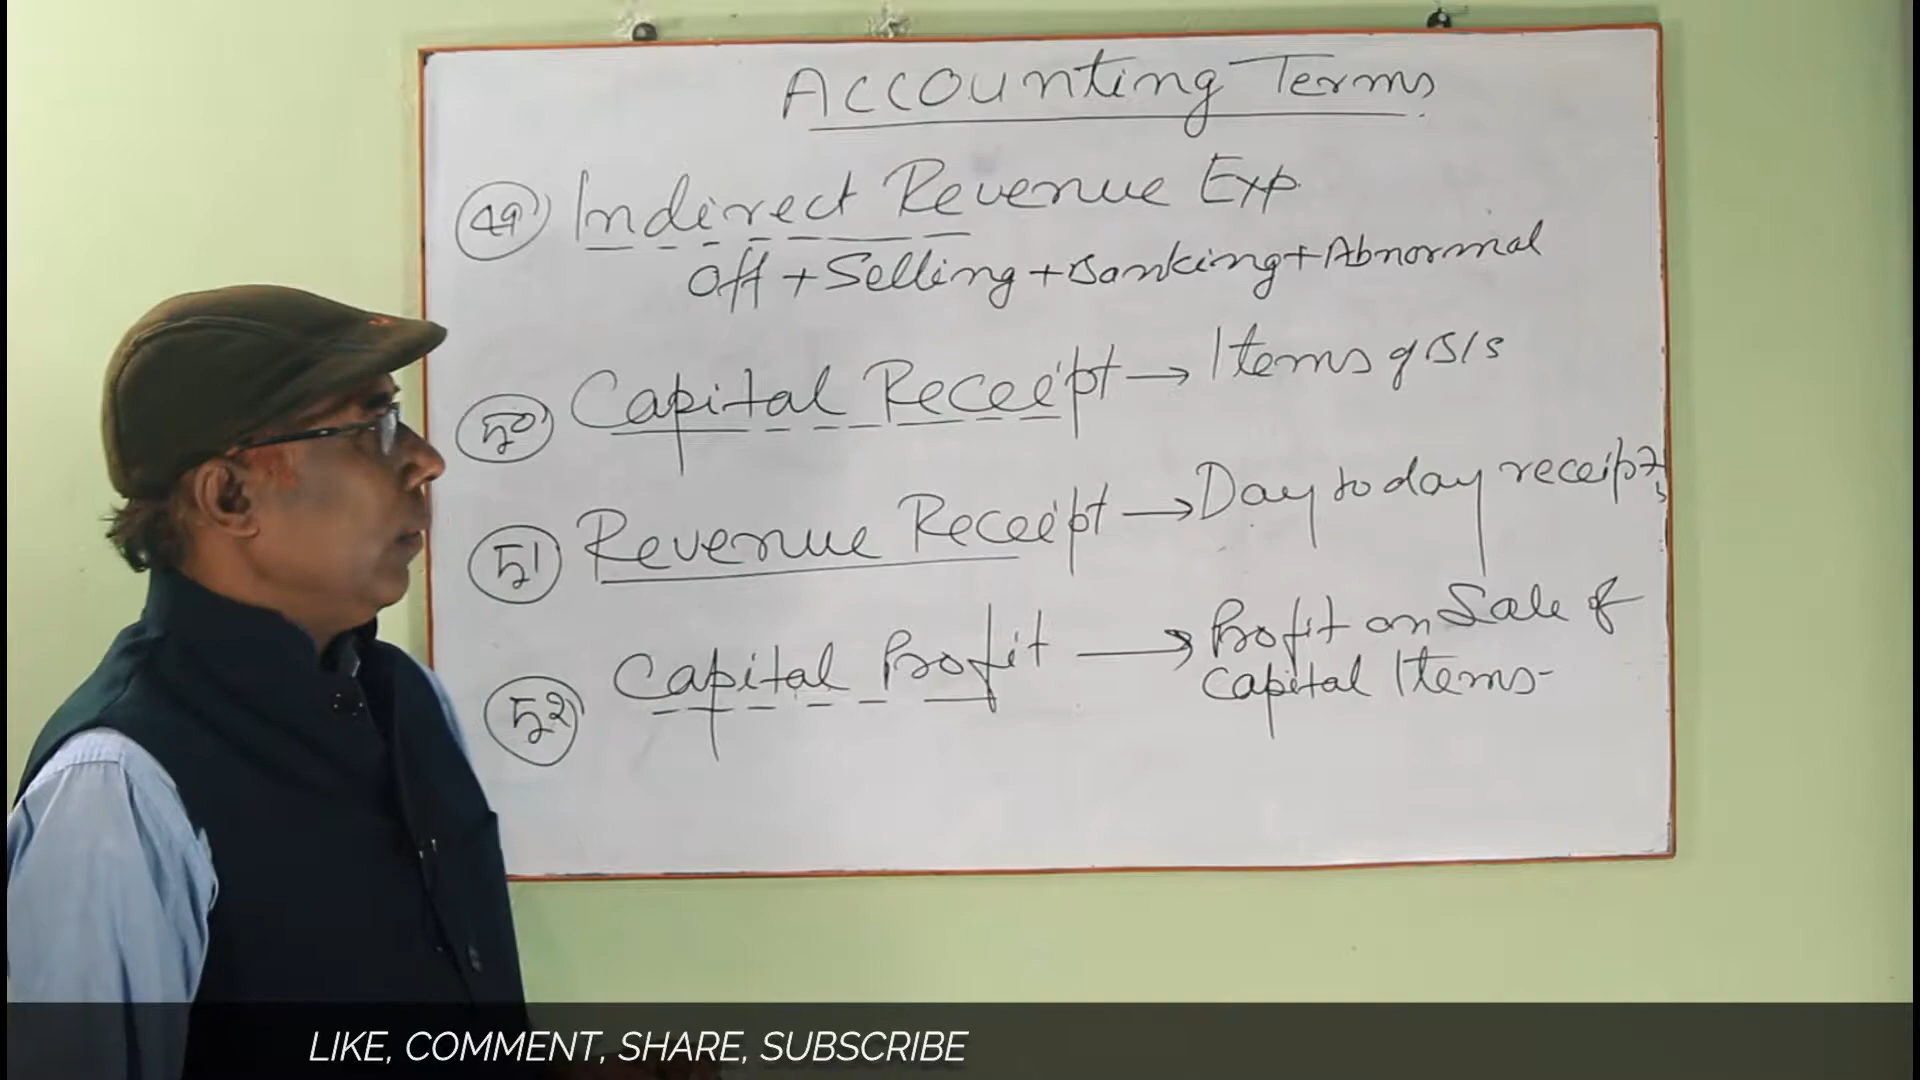 Accounting Terms
49 Indirect Revenue Exp.
Off + Selling + Banking + Abnormal
50 Capital Receipt → Items of B/S
51 Revenue Receipt → Day to day receipts
52 Capital Profit → Profit on Sale of
Capital Items-
LIKE, COMMENT, SHARE, SUBSCRIBE